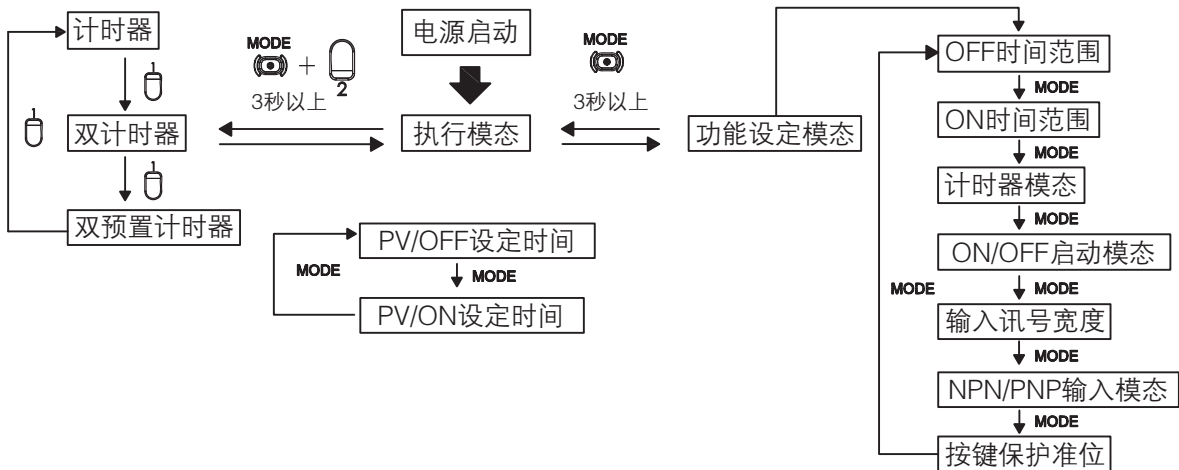 计时器
1
双计时器
1
1
双预置计时器
MODE
+
2
3秒以上
电源启动
执行模态
MODE
3秒以上
功能设定模态
PV/OFF设定时间
MODE
MODE
PV/ON设定时间
OFF时间范围
MODE
ON时间范围
MODE
计时器模态
MODE
ON/OFF启动模态
MODE
MODE
输入讯号宽度
MODE
NPN/PNP输入模态
MODE
按键保护准位